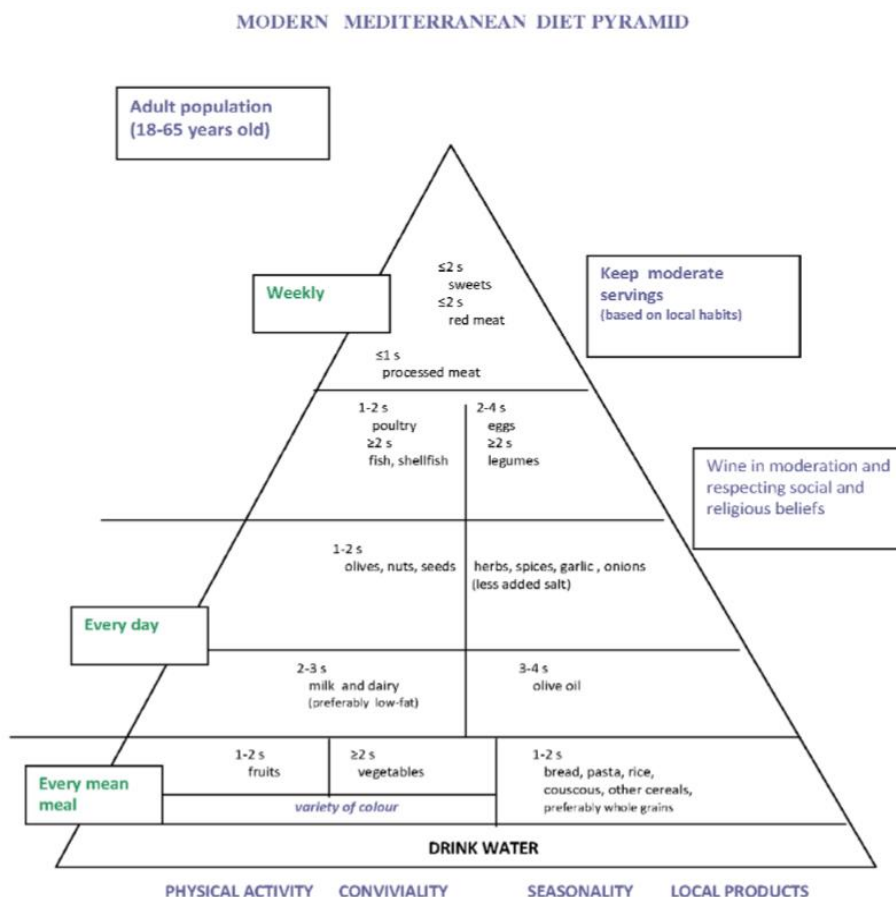 MODERN MEDITERRANEAN DIET PYRAMID
Adult population
(18-65 years old)
Weekly
≤2 s
sweets
≤2 s
red meat
≤1 s
processed meat
Keep moderate
servings
(based on local habits)
1-2 s
poultry
≥2 s
fish, shellfish
2-4 s
eggs
≥2 s
legumes
Wine in moderation and
respecting social and
religious beliefs
1-2 s
olives, nuts, seeds
herbs, spices, garlic , onions
(less added salt)
Every day
2-3 s
milk and dairy
(preferably low-fat)
3-4 s
olive oil
Every mean
meal
1-2 s
fruits
≥2 s
vegetables
variety of colour
1-2 s
bread, pasta, rice,
couscous, other cereals,
preferably whole grains
DRINK WATER
PHYSICAL ACTIVITY CONVIVIALITY SEASONALITY LOCAL PRODUCTS